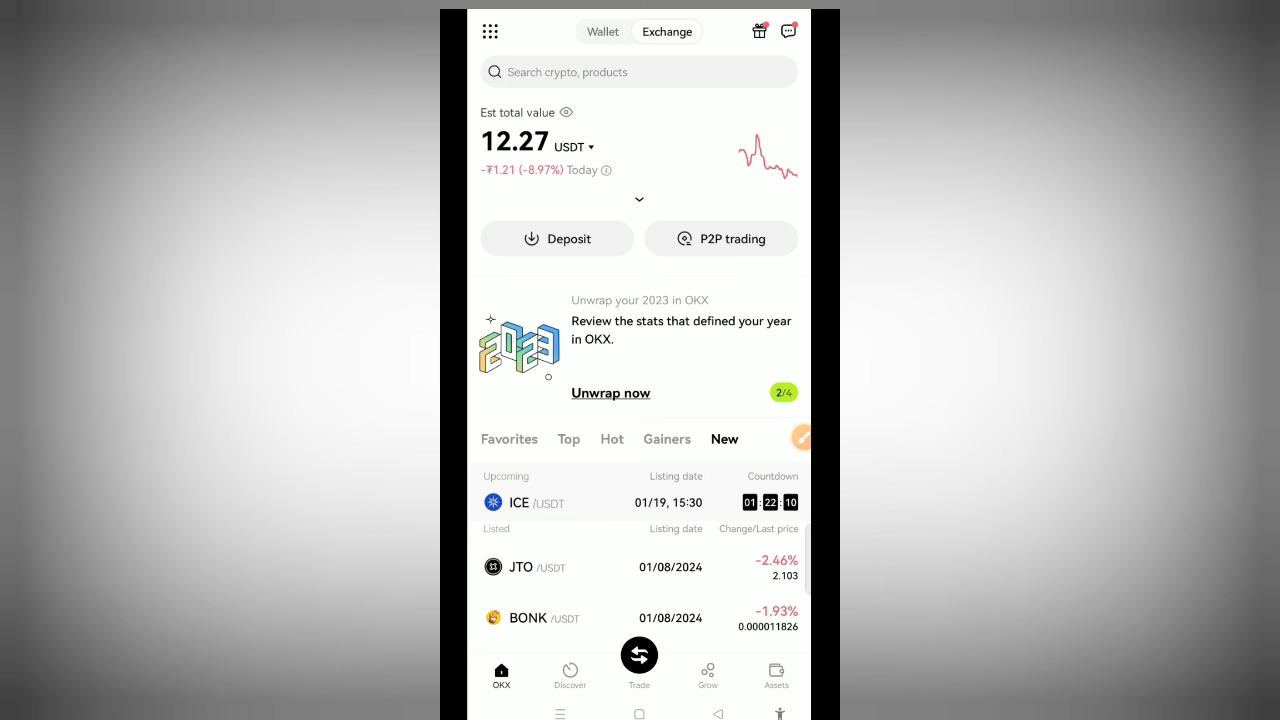 Wallet Exchange
Search crypto, products
Est total value
12.27 USDT
-₮1.21 (-8.97%) Today
Deposit P2P trading
Unwrap your 2023 in OKX
Review the stats that defined your year
in OKX.
2023
Unwrap now 2/4
Favorites Top Hot Gainers New
Upcoming Listing date Countdown
ICE /USDT 01/19, 15:30 01:22:10
Listed Listing date Change/Last price
JTO /USDT 01/08/2024 -2.46%
2.103
BONK /USDT 01/08/2024 -1.93%
0.000011826
OKX Discover Trade Grow Assets